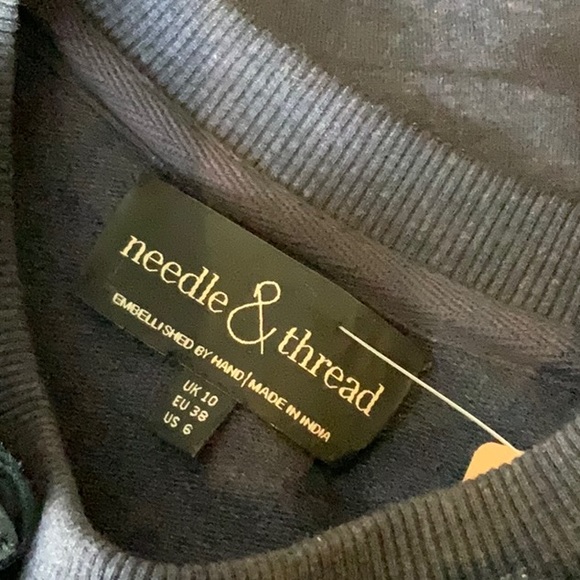 needle & thread
EMBELLISHED BY HAND/MADE IN INDIA
UK 10
EU 38
US 6